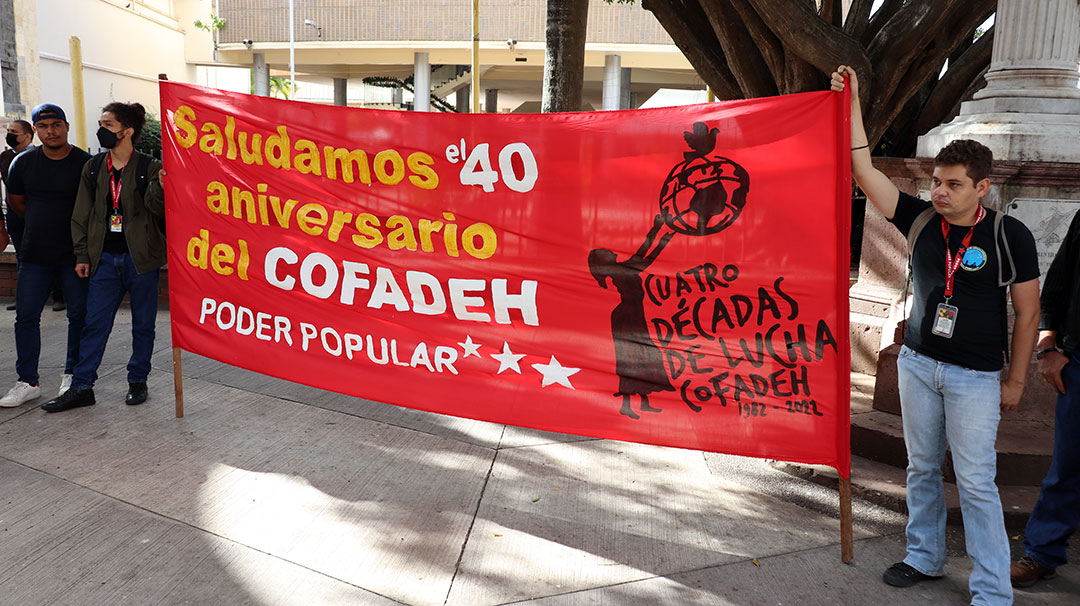 Saludamos el 40
aniversario
del COFADEH
PODER POPULAR
CUATRO
DÉCADAS
DE LUCHA
COFADEH
1982 - 2022